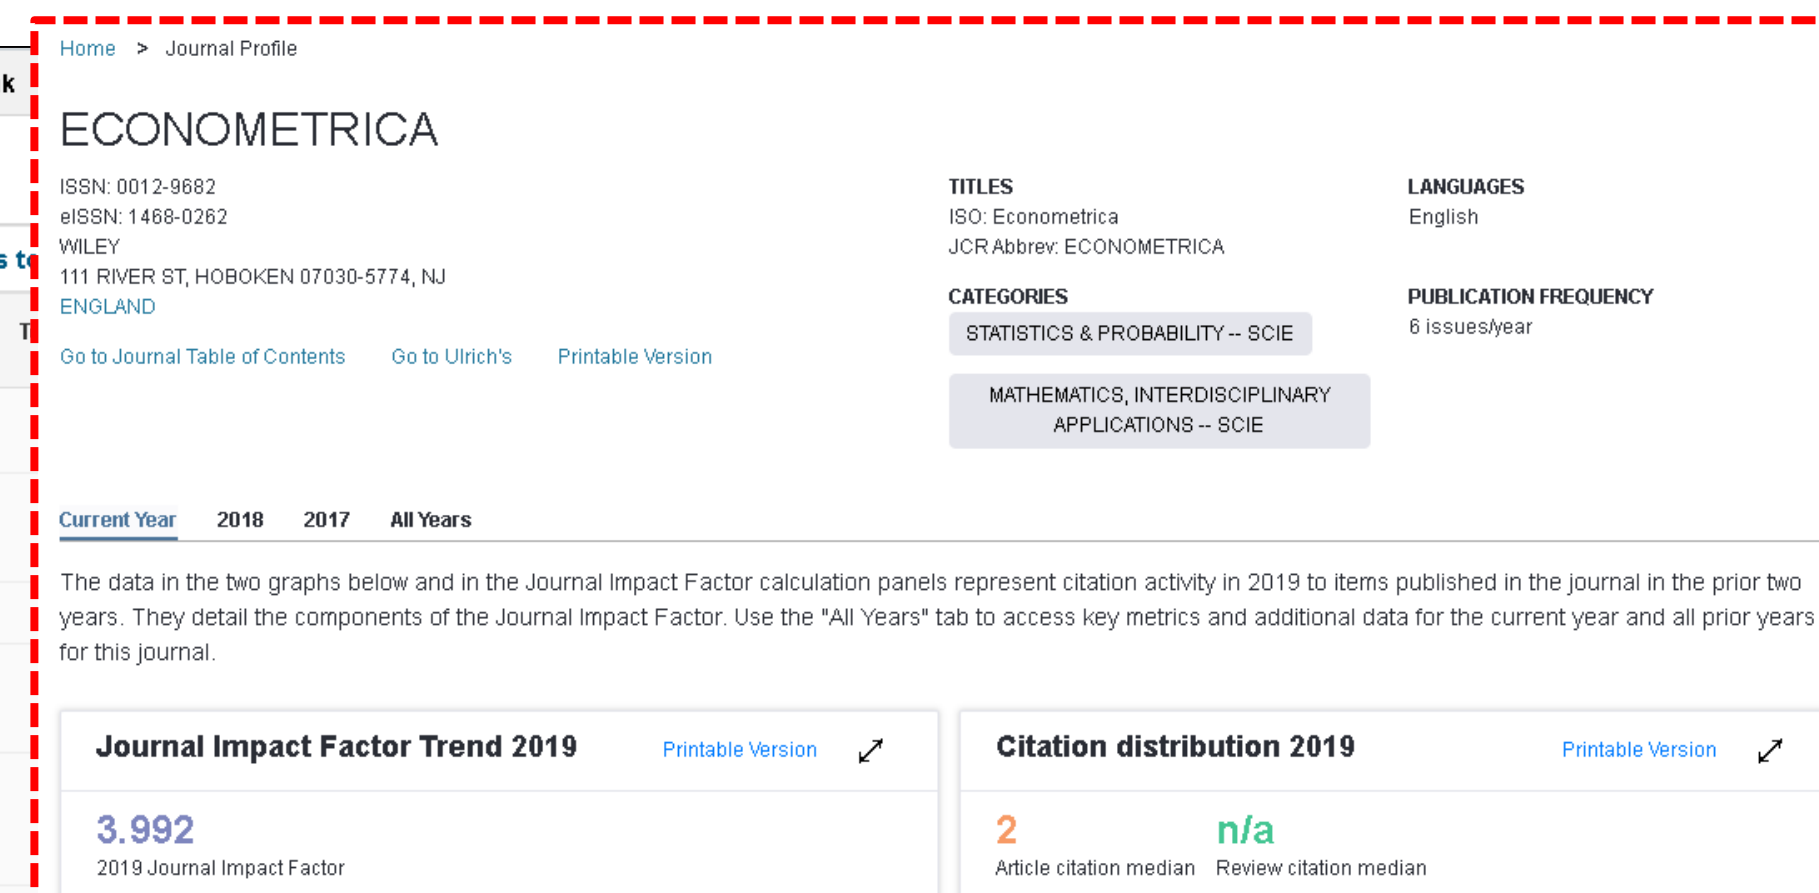 Home > Journal Profile
k
ECONOMETRICA
ISSN: 0012-9682
eISSN: 1468-0262
WILEY
111 RIVER ST, HOBOKEN 07030-5774, NJ
ENGLAND
Go to Journal Table of Contents Go to Ulrich's Printable Version
TITLES
ISO: Econometrica
JCR Abbrev: ECONOMETRICA
CATEGORIES
STATISTICS & PROBABILITY -- SCIE
MATHEMATICS, INTERDISCIPLINARY
APPLICATIONS -- SCIE
LANGUAGES
English
PUBLICATION FREQUENCY
6 issues/year
Current Year 2018 2017 All Years
The data in the two graphs below and in the Journal Impact Factor calculation panels represent citation activity in 2019 to items published in the journal in the prior two
years. They detail the components of the Journal Impact Factor. Use the "All Years" tab to access key metrics and additional data for the current year and all prior years
for this journal.
Journal Impact Factor Trend 2019 Printable Version
3.992
2019 Journal Impact Factor
Citation distribution 2019 Printable Version
2 n/a
Article citation median Review citation median